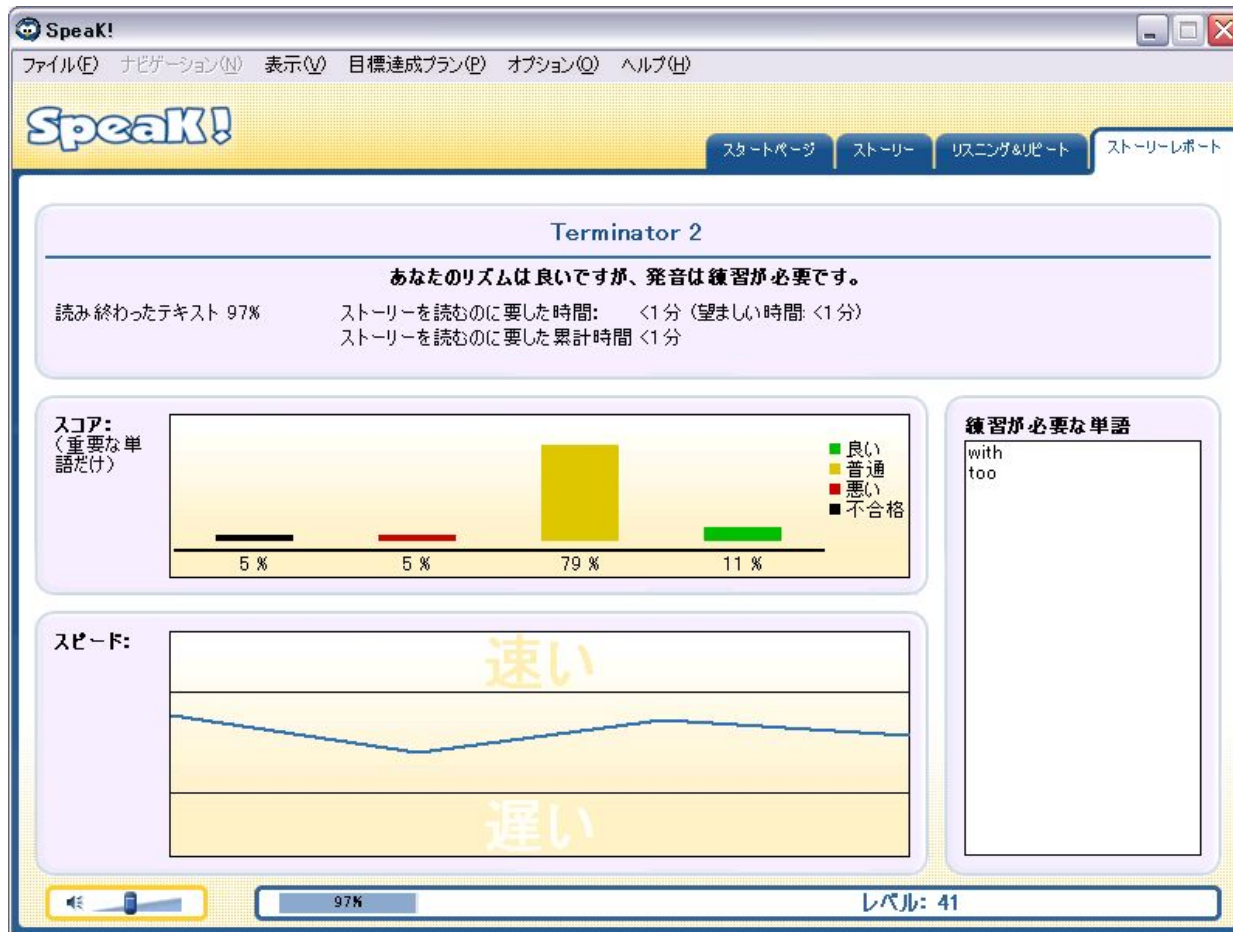 SpeaK!
ファイル(F) ナビゲーション(N) 表示(V) 目標達成プラン(P) オプション(O) ヘルプ(H)
SpeaK!
スタートページ ストーリー リスニング&リピート ストーリーレポート
Terminator 2
あなたのリズムは良いですが、発音は練習が必要です。
読み終わったテキスト 97% ストーリーを読むのに要した時間: <1分 (望ましい時間: <1分)
ストーリーを読むのに要した累計時間 <1分
スコア:
(重要な単
語だけ)
良い
普通
悪い
不合格
5 % 5 % 79 % 11 %
練習が必要な単語
with
too
スピード:
速い
遅い
97% レベル: 41